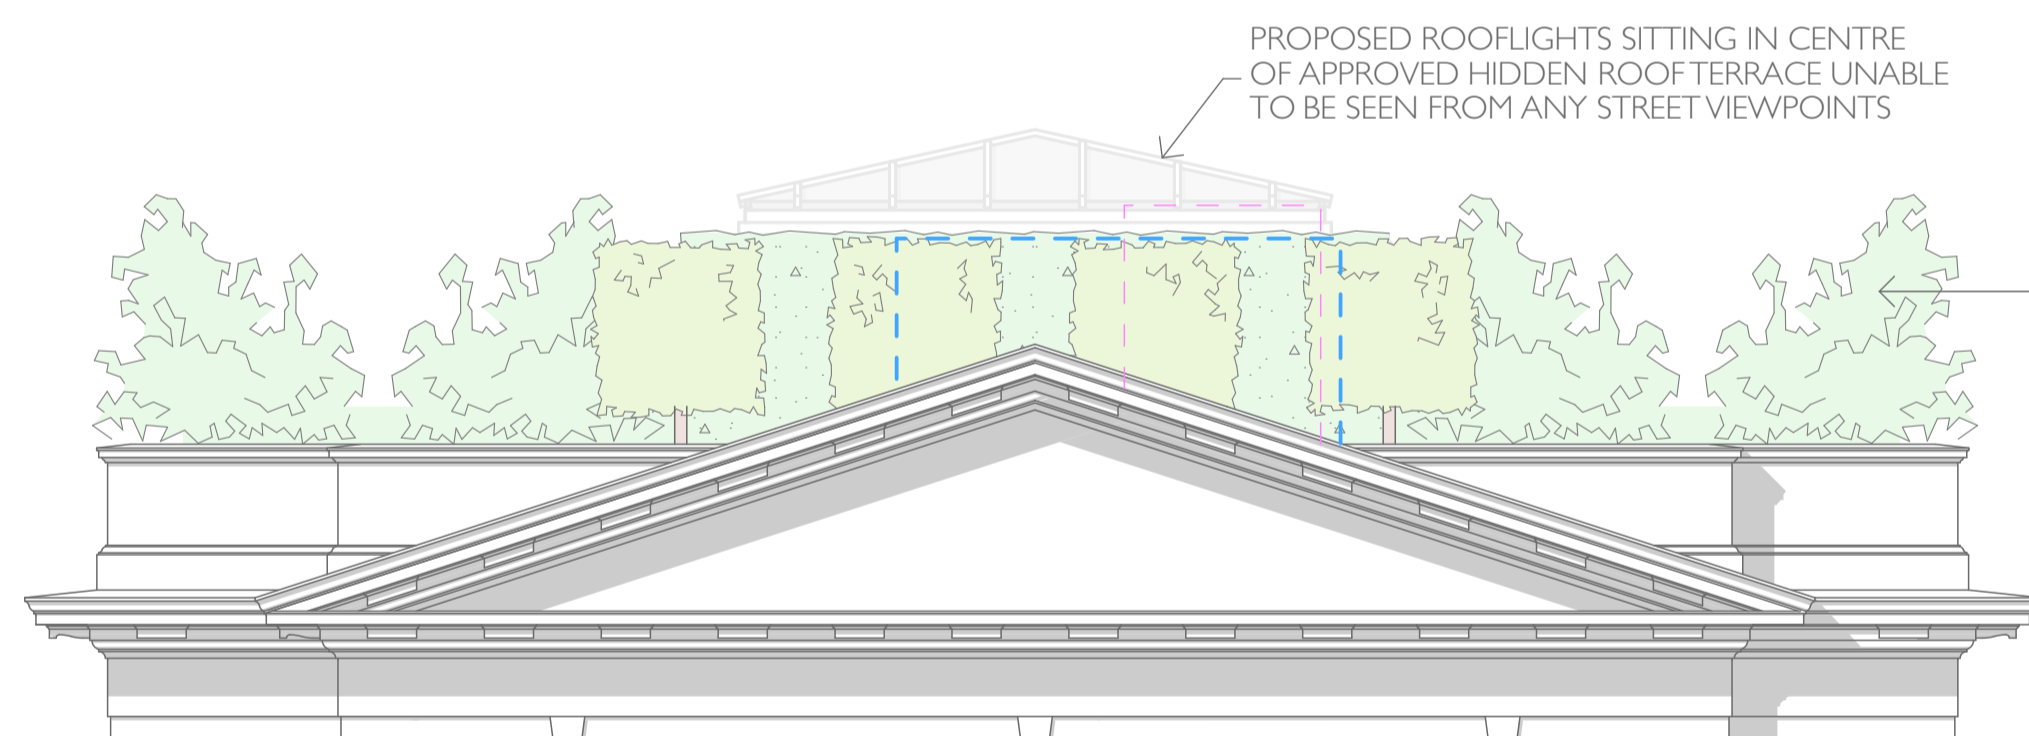 PROPOSED ROOFLIGHTS SITTING IN CENTRE
OF APPROVED HIDDEN ROOF TERRACE UNABLE
TO BE SEEN FROM ANY STREET VIEWPOINTS